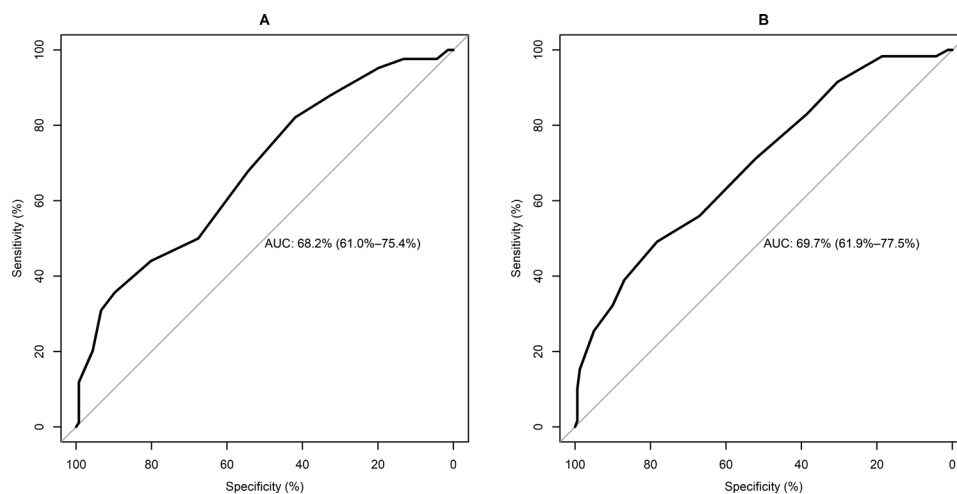 A
100
80
60
40
20
0
Sensitivity (%)
AUC: 68.2% (61.0%–75.4%)
100 80 60 40 20 0
Specificity (%)
B
100
80
60
40
20
0
Sensitivity (%)
AUC: 69.7% (61.9%–77.5%)
100 80 60 40 20 0
Specificity (%)